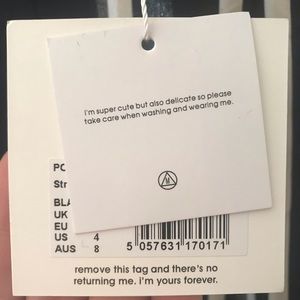 I'm super cute but also delicate so please
take care when washing and wearing me.
PO
Str
BLA
UK
EU
US 4
AUS 8
5 057631 170171
remove this tag and there's no
returning me. i'm yours forever.